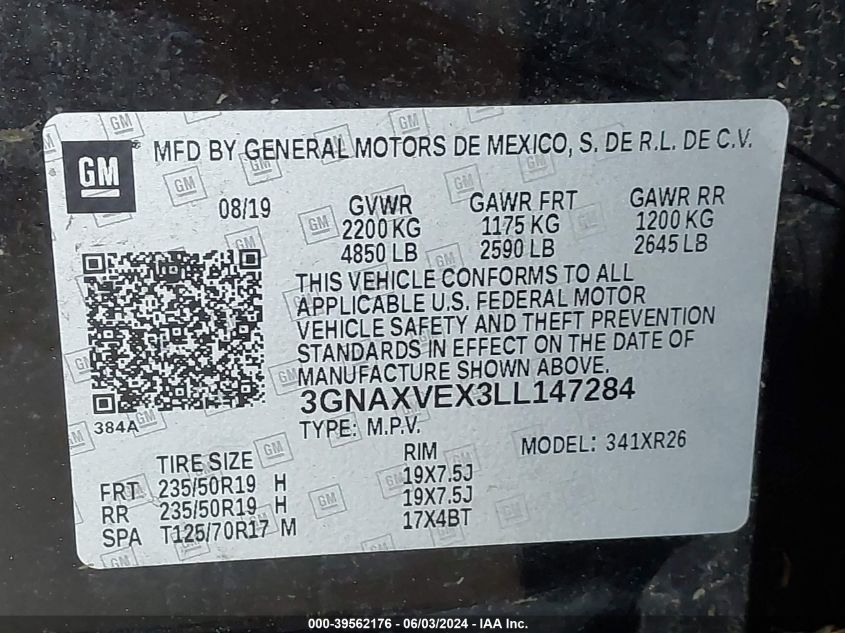 GM MFD BY GENERAL MOTORS DE MEXICO, S. DE R.L. DE C.V.
08/19 GVWR GAWR FRT GAWR RR
2200 KG 1175 KG 1200 KG
4850 LB 2590 LB 2645 LB
THIS VEHICLE CONFORMS TO ALL
APPLICABLE U.S. FEDERAL MOTOR
VEHICLE SAFETY AND THEFT PREVENTION
STANDARDS IN EFFECT ON THE DATE OF
MANUFACTURE SHOWN ABOVE.
3GNAXVEX3LL147284
384A
TYPE: M.P.V. MODEL: 341XR26
TIRE SIZE RIM
FRT 235/50R19 H 19X7.5J
RR 235/50R19 H 19X7.5J
SPA T125/70R17 M 17X4BT
000-39562176 - 06/03/2024 - IAA Inc.